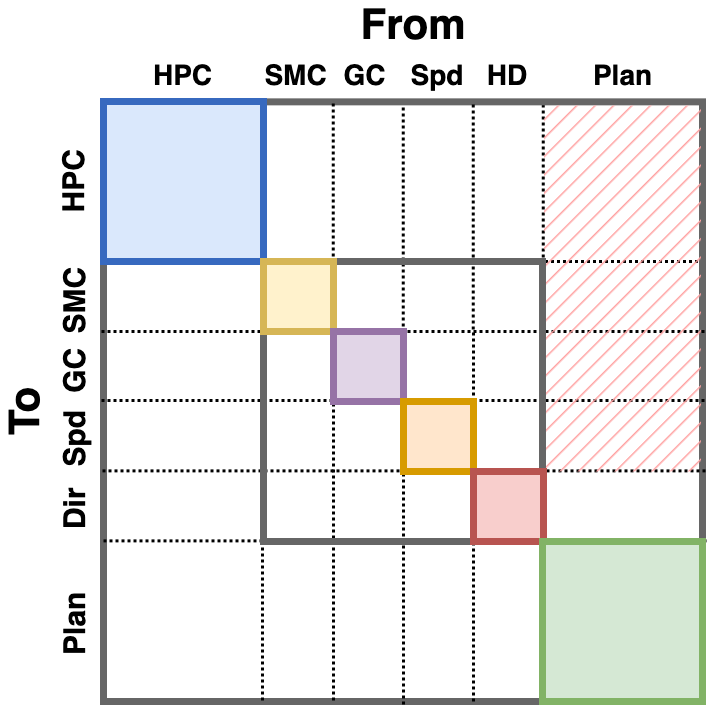 From
HPC SMC GC Spd HD Plan
To
HPC
SMC
GC
Spd
Dir
Plan